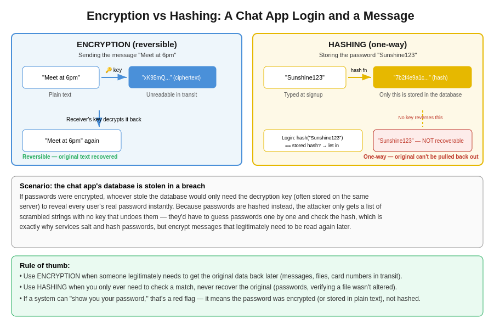 Encryption vs Hashing: A Chat App Login and a Message
ENCRYPTION (reversible)
Sending the message "Meet at 6pm"
"Meet at 6pm"
🔑 key
"xK9$mQ..." (ciphertext)
Plain text
Unreadable in transit
Receiver's key decrypts it back
"Meet at 6pm" again
Reversible — original text recovered
HASHING (one-way)
Storing the password "Sunshine123"
"Sunshine123"
hash fn
(hash)
Typed at signup
Only this is stored in the database
No key reverses this
Login: hash("Sunshine123")
== stored hash? → let in
"Sunshine123" — NOT recoverable
One-way — original can't be pulled back out
Scenario: the chat app's database is stolen in a breach
If passwords were encrypted, whoever stole the database would only need the decryption key (often stored on the same
server) to reveal every user's real password instantly. Because passwords are hashed instead, the attacker only gets a list of
scrambled strings with no key that undoes them — they'd have to guess passwords one by one and check the hash, which is
exactly why services salt and hash passwords, but encrypt messages that legitimately need to be read again later.
Rule of thumb:
• Use ENCRYPTION when someone legitimately needs to get the original data back later (messages, files, card numbers in transit).
• Use HASHING when you only ever need to check a match, never recover the original (passwords, verifying a file wasn't altered).
• If a system can "show you your password," that's a red flag — it means the password was encrypted (or stored in plain text), not hashed.